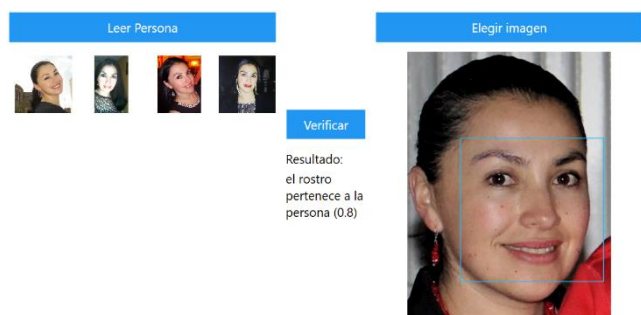 Leer Persona
Elegir imagen
Verificar
Resultado:
el rostro
pertenece a la
persona (0.8)